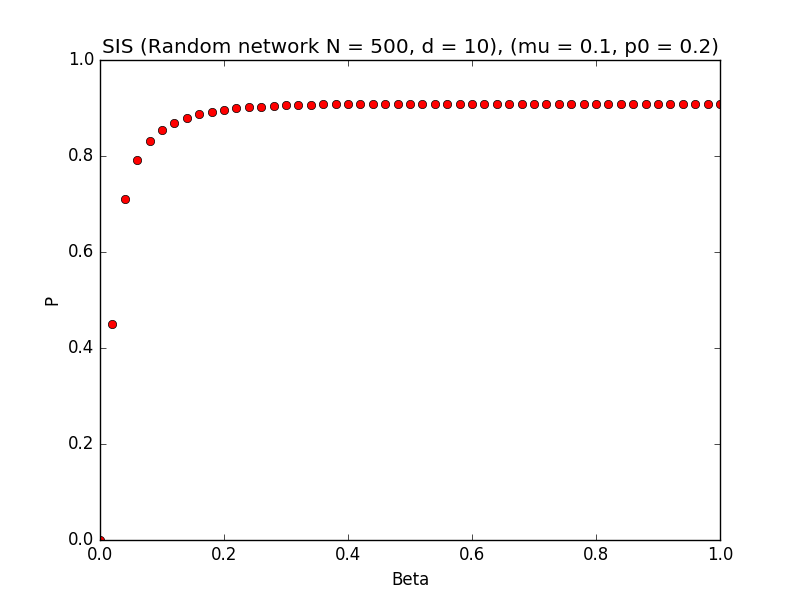 SIS (Random network N = 500, d = 10), (mu = 0.1, p0 = 0.2)
1.0
0.8
0.6
P
0.4
0.2
0.0
0.0 0.2 0.4 0.6 0.8 1.0
Beta